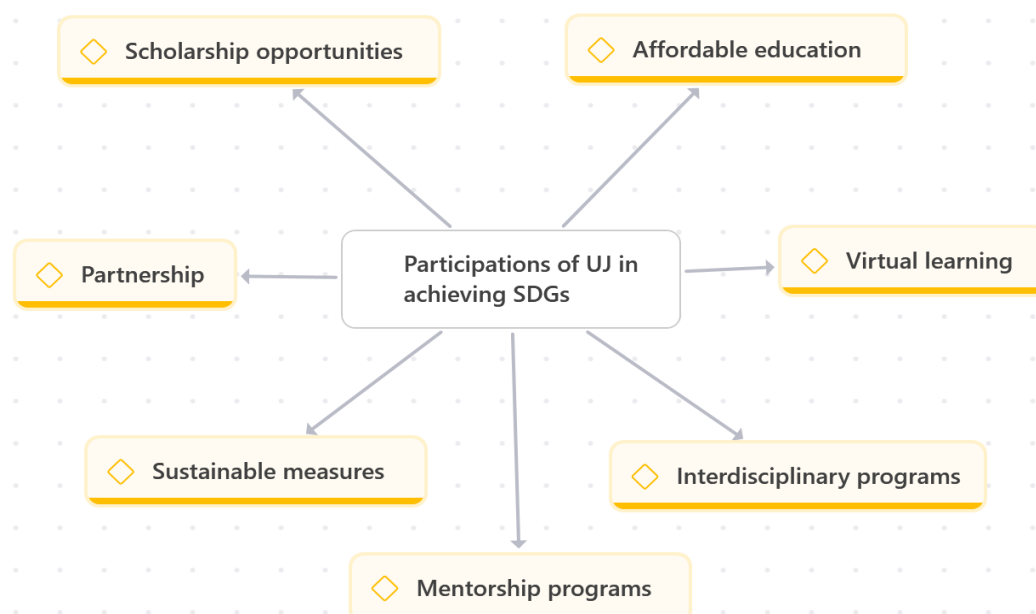 Scholarship opportunities
Affordable education
Participations of UJ in
achieving SDGs
Partnership
Virtual learning
Sustainable measures
Interdisciplinary programs
Mentorship programs